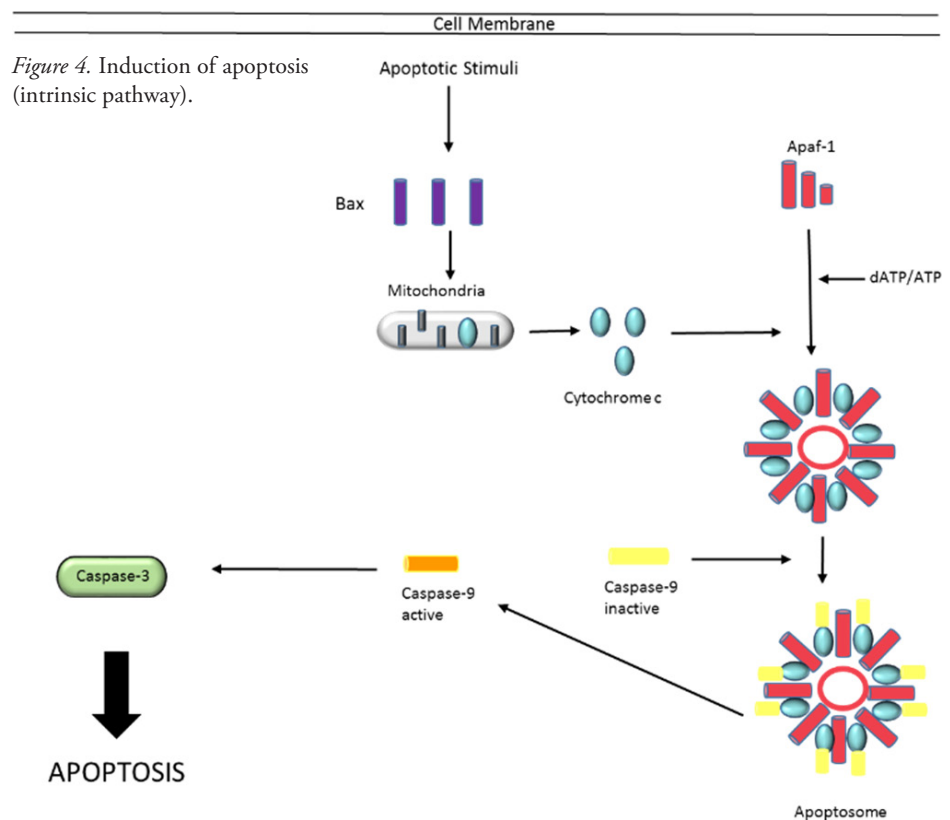 Cell Membrane
Figure 4. Induction of apoptosis
(intrinsic pathway).
Apoptotic Stimuli
Apaf-1
Bax
dATP/ATP
Mitochondria
Cytochrome c
Caspase-3
Caspase-9
active
Caspase-9
inactive
APOPTOSIS
Apoptosome